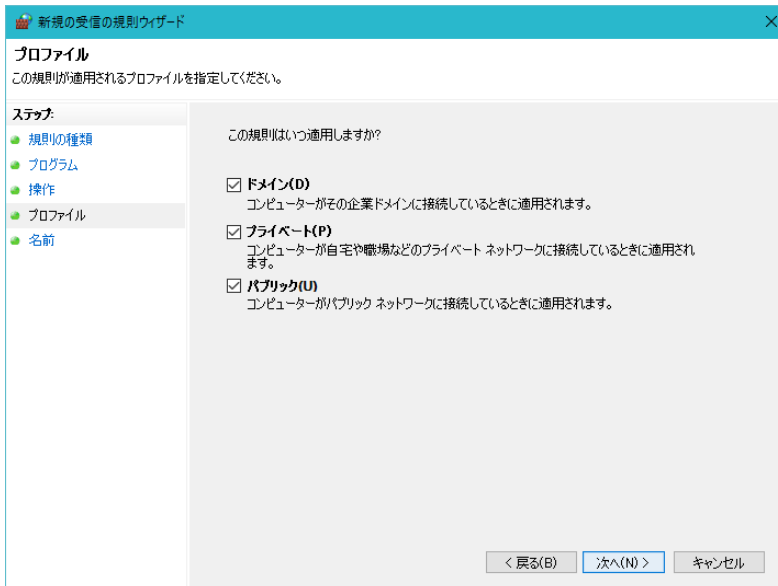 新規の受信の規則ウィザード
プロファイル
この規則が適用されるプロファイルを指定してください。
ステップ:
規則の種類
プログラム
操作
プロファイル
名前
この規則はいつ適用しますか?
ドメイン(D)
コンピューターがその企業ドメインに接続しているときに適用されます。
プライベート(P)
コンピューターが自宅や職場などのプライベート ネットワークに接続しているときに適用され
ます。
パブリック(U)
コンピューターがパブリック ネットワークに接続しているときに適用されます。
< 戻る(B)
次へ(N) >
キャンセル